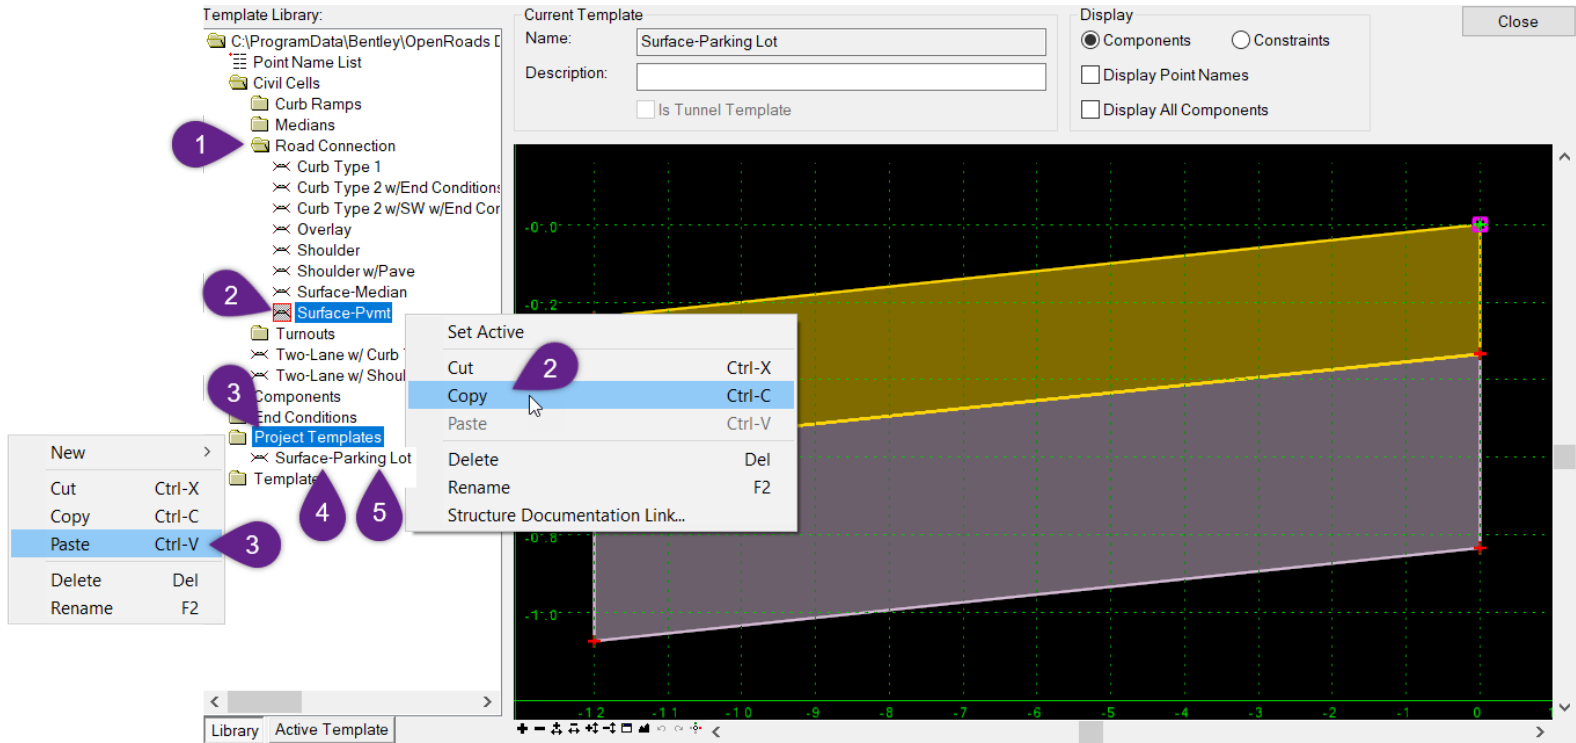 Template Library:
C:\ProgramData\Bentley\OpenRoads D
Point Name List
Civil Cells
Curb Ramps
Medians
1
Road Connection
Curb Type 1
Curb Type 2 w/End Conditions
Curb Type 2 w/SW w/End Cor
Overlay
Shoulder
Shoulder w/Pave
Surface-Median
2
Surface-Pvmt
Turnouts
Two-Lane w/ Curb
Two-Lane w/ Shoul
3
Components
End Conditions
Project Templates
Surface-Parking Lot
Template
4
5
New >
Cut Ctrl-X
Copy Ctrl-C
Paste Ctrl-V
3
Delete Del
Rename F2
Set Active
Cut Ctrl-X
2
Copy Ctrl-C
Paste Ctrl-V
Delete Del
Rename F2
Structure Documentation Link...
Library
Active Template
Current Template
Name:
Surface-Parking Lot
Description:
Is Tunnel Template
Display
Components
Constraints
Display Point Names
Display All Components
Close
-0.0
-0.2
-0.8
-1.0
-12 -11 -10 -9 -8 -7 -6 -5 -4 -3 -2 -1 0